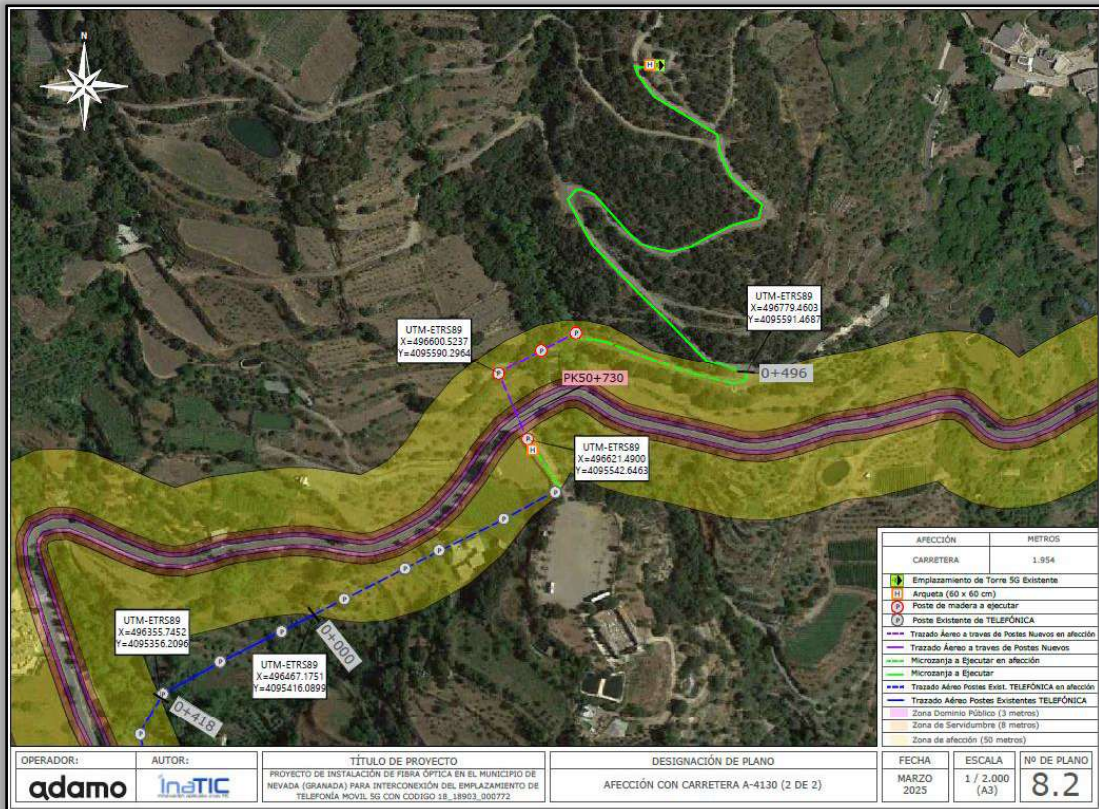 N
H
UTM-ETRS89
X=496779.4603
Y=4095591.4687
UTM-ETRS89
X=496600.5237
Y=4095590.2964
P
P
P
0+496
PK50+730
P
H
UTM-ETRS89
X=496621.4900
Y=4095542.6463
P
P
P
P
P
P
P
P
P
0+000
UTM-ETRS89
X=496355.7452
Y=4095356.2096
UTM-ETRS89
X=496467.1751
Y=4095416.0899
0+418
AFECCIÓN METROS
CARRETERA 1.954
Emplazamiento de Torre 5G Existente
H Arqueta (60 x 60 cm)
P Poste de madera a ejecutar
P Poste Existente de TELEFÓNICA
Trazado Áereo a traves de Postes Nuevos en afección
Trazado Áereo a traves de Postes Nuevos
Microzanja a Ejecutar en afección
Microzanja a Ejecutar
Trazado Aéreo Postes Exist. TELEFÓNICA en afección
Trazado Aéreo Postes Existentes TELEFÓNICA
Zona Dominio Público (3 metros)
Zona de Servidumbre (8 metros)
Zona de afección (50 metros)
OPERADOR:
adamo
AUTOR:
inaTIC
TÍTULO DE PROYECTO
PROYECTO DE INSTALACIÓN DE FIBRA ÓPTICA EN EL MUNICIPIO DE
NEVADA (GRANADA) PARA INTERCONEXIÓN DEL EMPLAZAMIENTO DE
TELEFONÍA MOVIL 5G CON CODIGO 18_18903_000772
DESIGNACIÓN DE PLANO
AFECCIÓN CON CARRETERA A-4130 (2 DE 2)
FECHA
MARZO
2025
ESCALA
1 / 2.000
(A3)
Nº DE PLANO
8.2